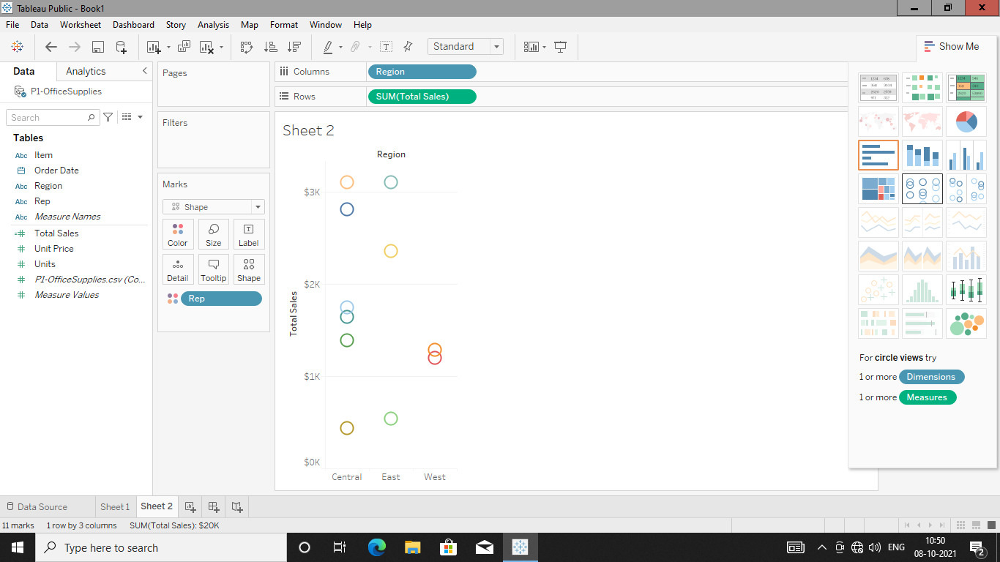 Tableau Public - Book1
File Data Worksheet Dashboard Story Analysis Map Format Window Help
Standard
Show Me
Data Analytics
P1-OfficeSupplies
Search
Tables
Abc Item
Order Date
Abc Region
Abc Rep
Abc Measure Names
Total Sales
Unit Price
Units
P1-OfficeSupplies.csv (Co...
Measure Values
Pages
Filters
Marks
Shape
Color Size Label
Detail Tooltip Shape
Rep
Columns Region
Rows SUM(Total Sales)
Sheet 2
Region
Total Sales
$3K
$2K
$1K
$0K
Central East West
For circle views try
1 or more Dimensions
1 or more Measures
Data Source Sheet 1 Sheet 2
11 marks 1 row by 3 columns SUM(Total Sales): $20K
Type here to search
ENG
10:50
08-10-2021
2